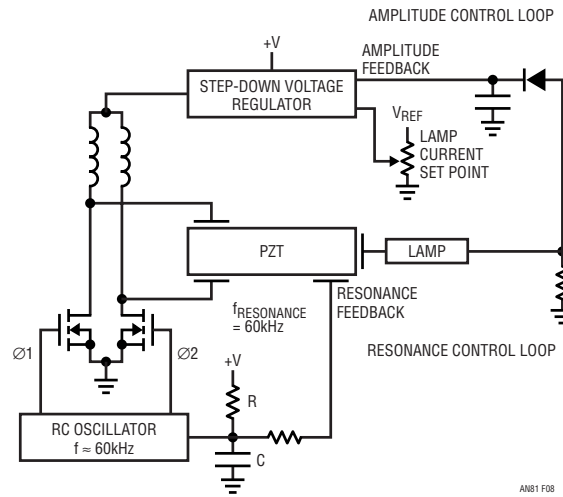 AMPLITUDE CONTROL LOOP
+V
AMPLITUDE
FEEDBACK
STEP-DOWN VOLTAGE
REGULATOR
VREF
LAMP
CURRENT
SET POINT
PZT
LAMP
fRESONANCE
= 60kHz
RESONANCE
FEEDBACK
Ø1
Ø2
RESONANCE CONTROL LOOP
+V
R
RC OSCILLATOR
f ≈ 60kHz
C
AN81 F08